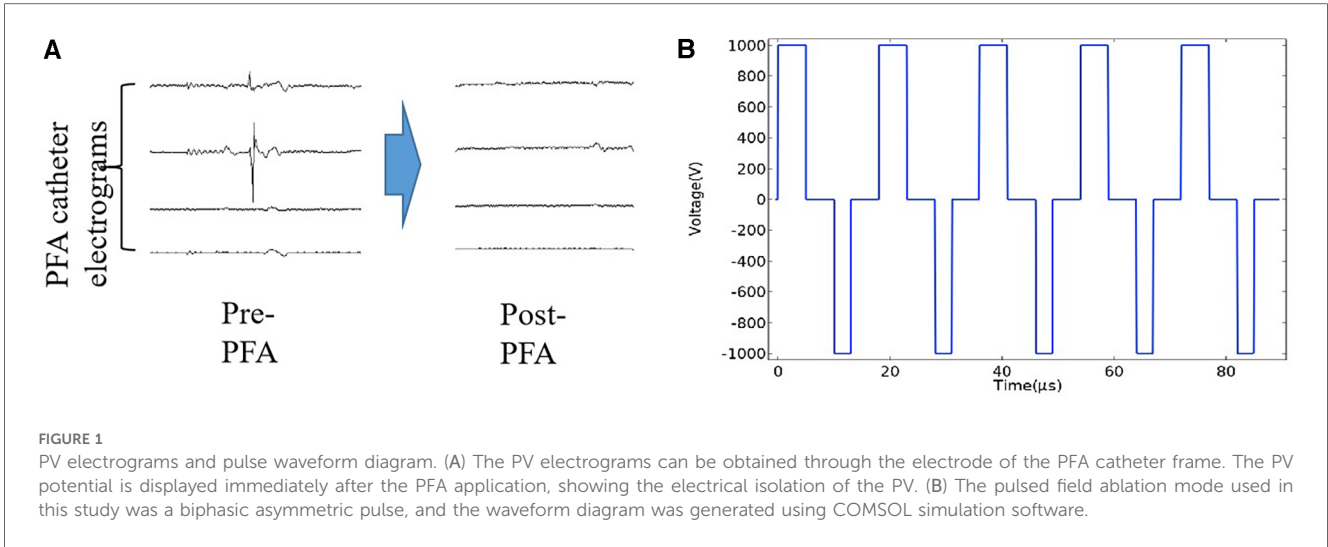 A
PFA catheter
electrograms
Pre-
PFA
Post-
PFA
B
Voltage(V)
1000
800
600
400
200
0
-200
-400
-600
-800
-1000
0 20 40 60 80
Time(μs)
FIGURE 1
PV electrograms and pulse waveform diagram. (A) The PV electrograms can be obtained through the electrode of the PFA catheter frame. The PV
potential is displayed immediately after the PFA application, showing the electrical isolation of the PV. (B) The pulsed field ablation mode used in
this study was a biphasic asymmetric pulse, and the waveform diagram was generated using COMSOL simulation software.